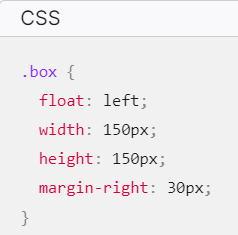 CSS
.box {
  float: left;
  width: 150px;
  height: 150px;
  margin-right: 30px;
}